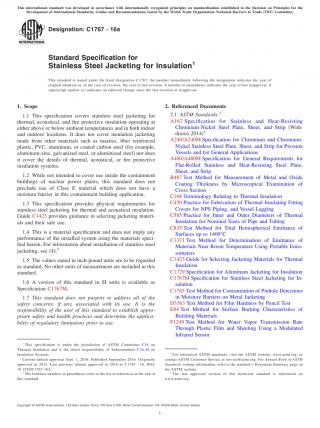 This international standard was developed in accordance with internationally recognized principles on standardization established in the Decision on Principles for the
Development of International Standards, Guides and Recommendations issued by the World Trade Organization Technical Barriers to Trade (TBT) Committee.
Designation: C1767 − 16a
Standard Specification for
Stainless Steel Jacketing for Insulation1
This standard is issued under the fixed designation C1767; the number immediately following the designation indicates the year of
original adoption or, in the case of revision, the year of last revision. A number in parentheses indicates the year of last reapproval. A
superscript epsilon (ε) indicates an editorial change since the last revision or reapproval.
1. Scope
1.1 This specification covers stainless steel jacketing for
thermal, acoustical, and fire protective insulation operating at
either above or below ambient temperatures and in both indoor
and outdoor locations. It does not cover insulation jacketing
made from other materials such as mastics, fiber reinforced
plastic, PVC, aluminum, or coated carbon steel (for example,
aluminum-zinc, galvanized steel, or aluminized steel) nor does
it cover the details of thermal, acoustical, or fire protective
insulation systems.
1.2 While not intended to cover use inside the containment
buildings of nuclear power plants, this standard does not
preclude use of Class E material which does not have a
moisture barrier in this containment building application.
1.3 This specification provides physical requirements for
stainless steel jacketing for thermal and acoustical insulation.
Guide C1423 provides guidance in selecting jacketing materi-
als and their safe use.
1.4 This is a material specification and does not imply any
performance of the installed system using the materials speci-
fied herein. For information about installation of stainless steel
jacketing, see (1).2
1.5 The values stated in inch-pound units are to be regarded
as standard. No other units of measurement are included in this
standard.
1.6 A version of this standard in SI units is available as
Specification C1767M.
1.7 This standard does not purport to address all of the
safety concerns, if any, associated with its use. It is the
responsibility of the user of this standard to establish appro-
priate safety and health practices and determine the applica-
bility of regulatory limitations prior to use.
1 This specification is under the jurisdiction of ASTM Committee C16 on
Thermal Insulation and is the direct responsibility of Subcommittee C16.40 on
Insulation Systems.
Current edition approved Sept. 1, 2016. Published September 2016. Originally
approved in 2012. Last previous edition approved in 2016 as C1767 – 16. DOI:
10.1520/C1767-16A.
2 The boldface numbers in parentheses refer to the list of references at the end of
this standard.
2. Referenced Documents
2.1 ASTM Standards:3
A167 Specification for Stainless and Heat-Resisting
Chromium-Nickel Steel Plate, Sheet, and Strip (With-
drawn 2014)4
A240/A240M Specification for Chromium and Chromium-
Nickel Stainless Steel Plate, Sheet, and Strip for Pressure
Vessels and for General Applications
A480/A480M Specification for General Requirements for
Flat-Rolled Stainless and Heat-Resisting Steel Plate,
Sheet, and Strip
B487 Test Method for Measurement of Metal and Oxide
Coating Thickness by Microscopical Examination of
Cross Section
C168 Terminology Relating to Thermal Insulation
C450 Practice for Fabrication of Thermal Insulating Fitting
Covers for NPS Piping, and Vessel Lagging
C585 Practice for Inner and Outer Diameters of Thermal
Insulation for Nominal Sizes of Pipe and Tubing
C835 Test Method for Total Hemispherical Emittance of
Surfaces up to 1400°C
C1371 Test Method for Determination of Emittance of
Materials Near Room Temperature Using Portable Emis-
someters
C1423 Guide for Selecting Jacketing Materials for Thermal
Insulation
C1729 Specification for Aluminum Jacketing for Insulation
C1767M Specification for Stainless Steel Jacketing for In-
sulation
C1785 Test Method for Concentration of Pinhole Detections
in Moisture Barriers on Metal Jacketing
D3363 Test Method for Film Hardness by Pencil Test
E84 Test Method for Surface Burning Characteristics of
Building Materials
F1249 Test Method for Water Vapor Transmission Rate
Through Plastic Film and Sheeting Using a Modulated
Infrared Sensor
3 For referenced ASTM standards, visit the ASTM website, www.astm.org, or
contact ASTM Customer Service at service@astm.org. For Annual Book of ASTM
Standards volume information, refer to the standard's Document Summary page on
the ASTM website.
4 The last approved version of this historical standard is referenced on
www.astm.org.
Copyright © ASTM International, 100 Barr Harbor Drive, PO Box C700, West Conshohocken, PA 19428-2959. United States
1